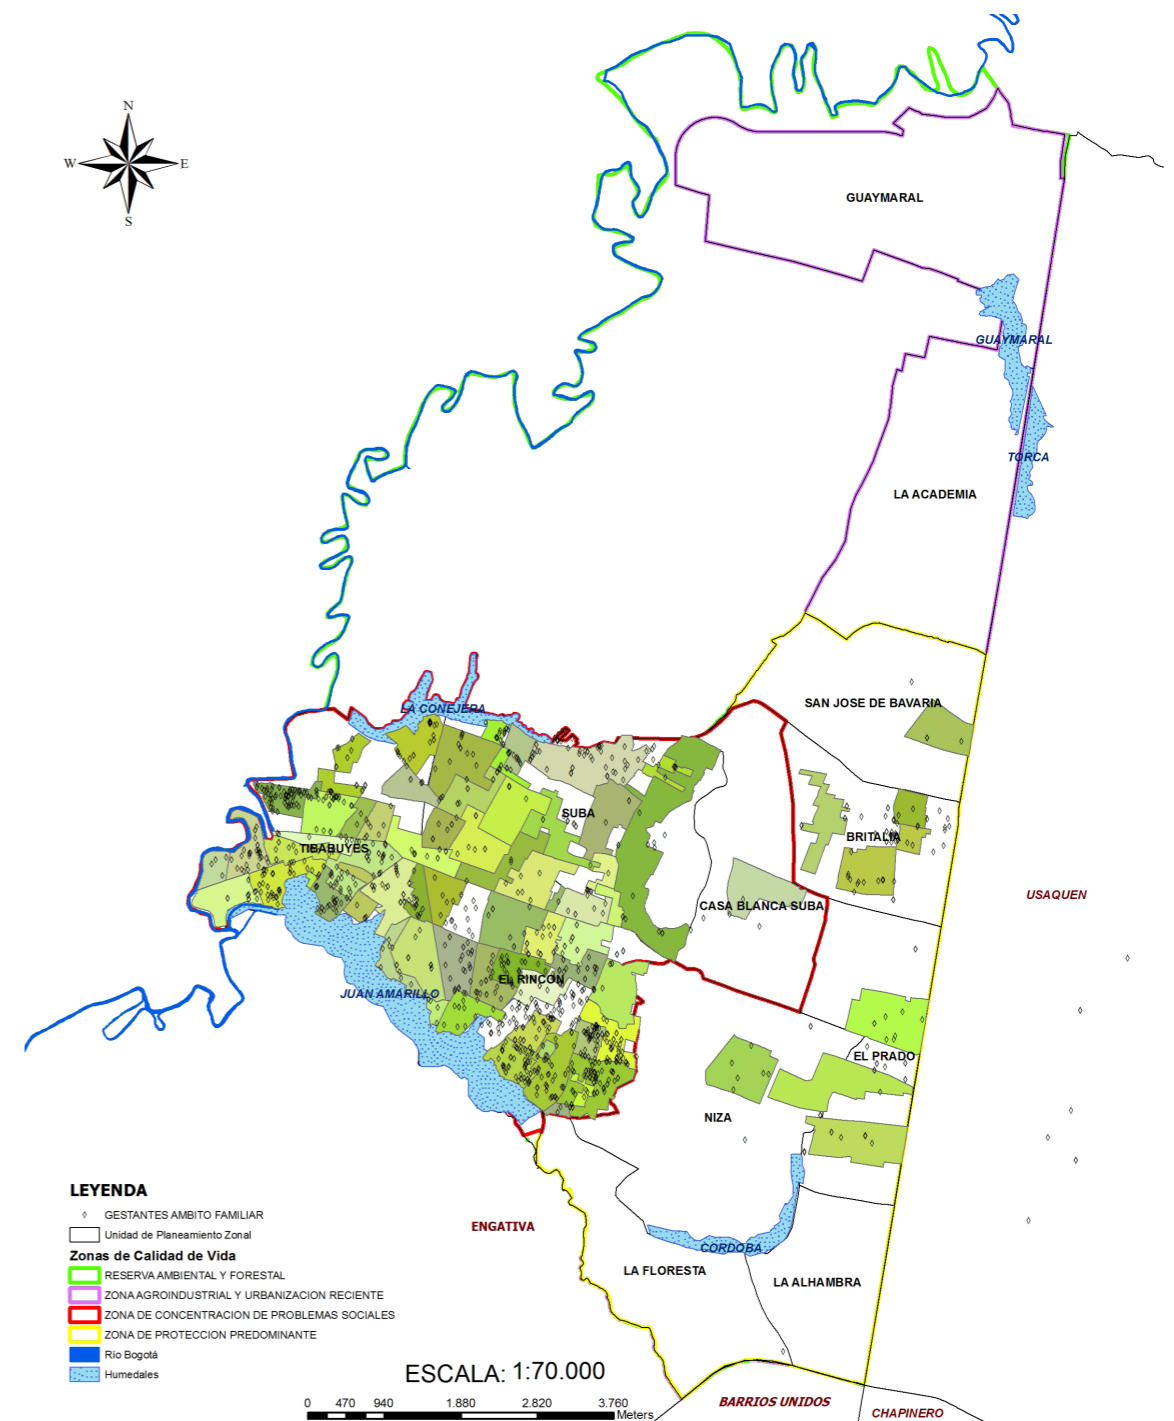 N
W
E
S
GUAYMARAL
GUAYMARAL
TORCA
LA ACADEMIA
SAN JOSE DE BAVARIA
LA CONEJERA
SUBA
TIBABUYES
BRITALIA
CASA BLANCA SUBA
USAQUEN
EL RINCON
JUAN AMARILLO
EL PRADO
NIZA
ENGATIVA
CORDOBA
LA FLORESTA
LA ALHAMBRA
LEYENDA
GESTANTES AMBITO FAMILIAR
Unidad de Planeamiento Zonal
Zonas de Calidad de Vida
RESERVA AMBIENTAL Y FORESTAL
ZONA AGROINDUSTRIAL Y URBANIZACION RECIENTE
ZONA DE CONCENTRACION DE PROBLEMAS SOCIALES
ZONA DE PROTECCION PREDOMINANTE
Río Bogotá
Humedales
ESCALA: 1:70.000
0 470 940 1.880 2.820 3.760
Meters
BARRIOS UNIDOS
CHAPINERO